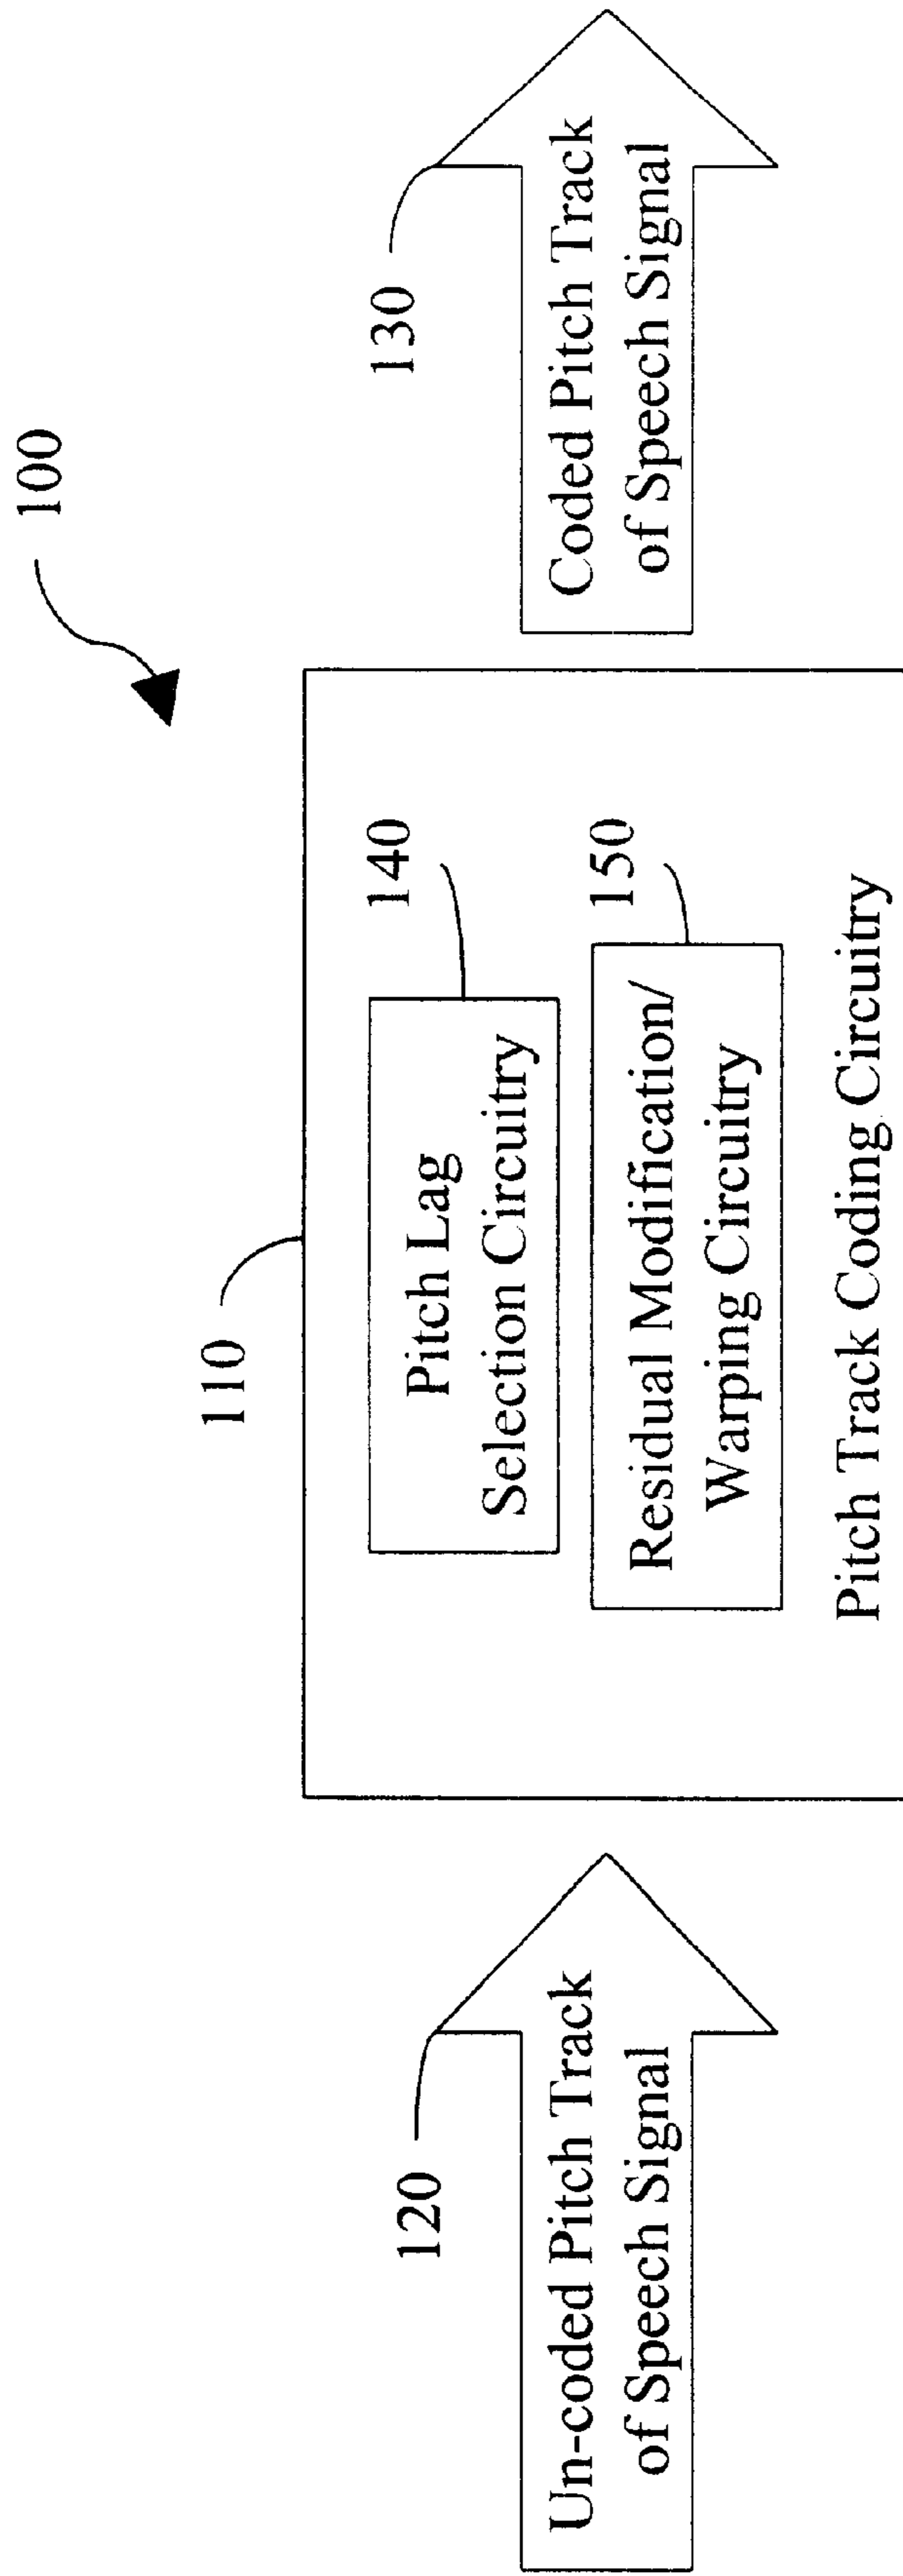 100
110
120
Un-coded Pitch Track
of Speech Signal
140
Pitch Lag
Selection Circuitry
150
Residual Modification/
Warping Circuitry
Pitch Track Coding Circuitry
130
Coded Pitch Track
of Speech Signal